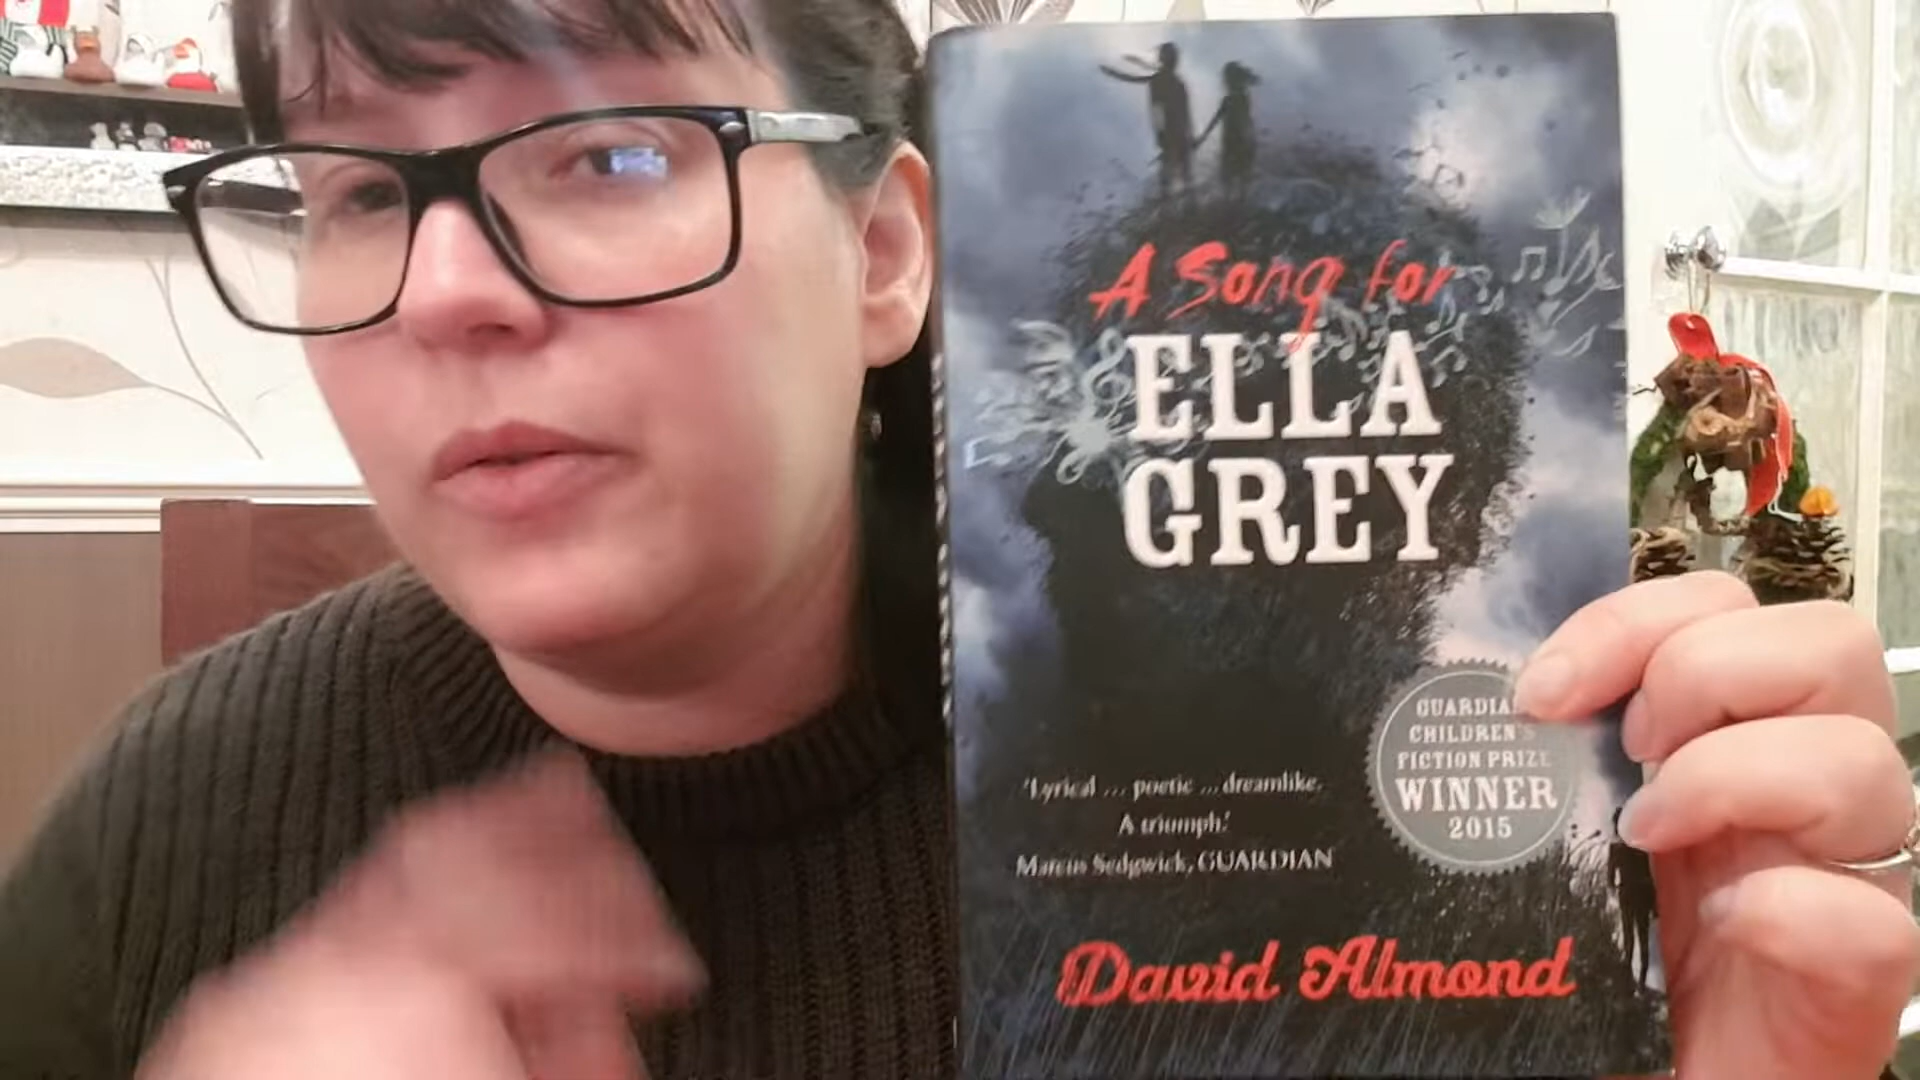 A Song for
ELLA
GREY
GUARDIAN
CHILDREN'S
FICTION PRIZE
WINNER
2015
'Lyrical ... poetic ... dreamlike.
A triumph.'
Marcus Sedgwick, GUARDIAN
David Almond